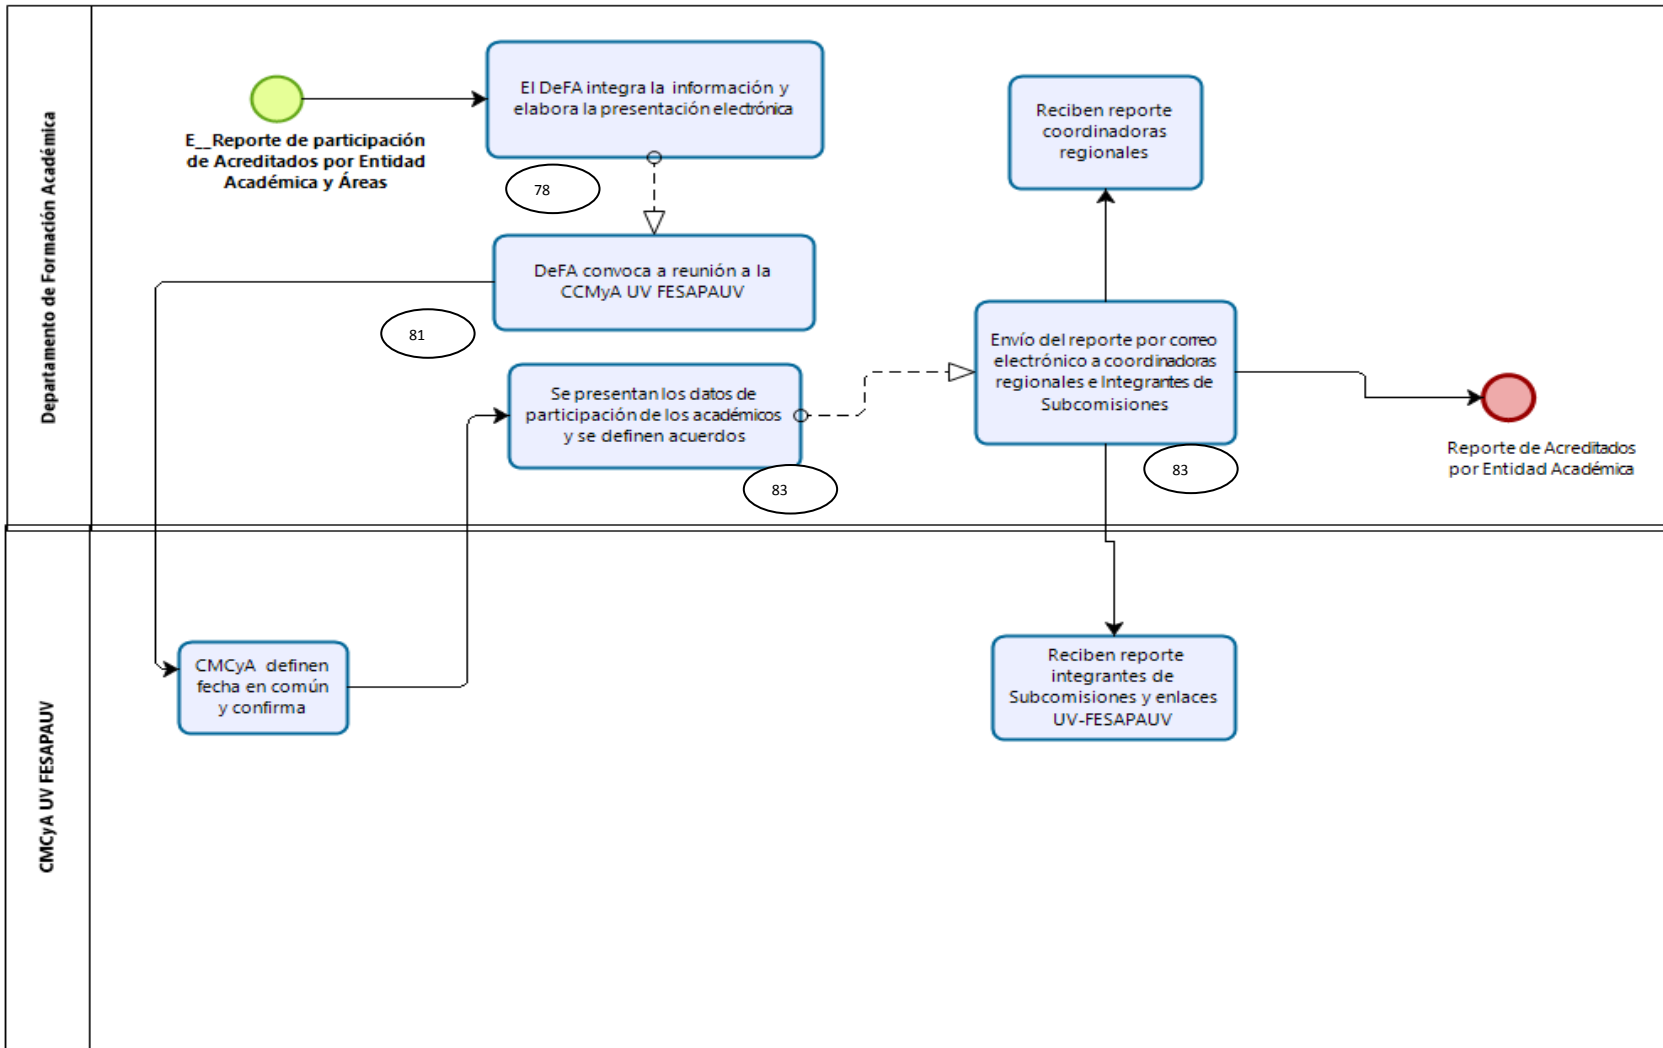 Departamento de Formación Académica
E__Reporte de participación
de Acreditados por Entidad
Académica y Áreas
El DeFA integra la información y
elabora la presentación electrónica
78
DeFA convoca a reunión a la
CCMyA UV FESAPAUV
81
Se presentan los datos de
participación de los académicos
y se definen acuerdos
83
Reciben reporte
coordinadoras
regionales
Envío del reporte por correo
electrónico a coordinadoras
regionales e Integrantes de
Subcomisiones
83
Reporte de Acreditados
por Entidad Académica
CMCyA UV FESAPAUV
CMCyA definen
fecha en común
y confirma
Reciben reporte
integrantes de
Subcomisiones y enlaces
UV-FESAPAUV